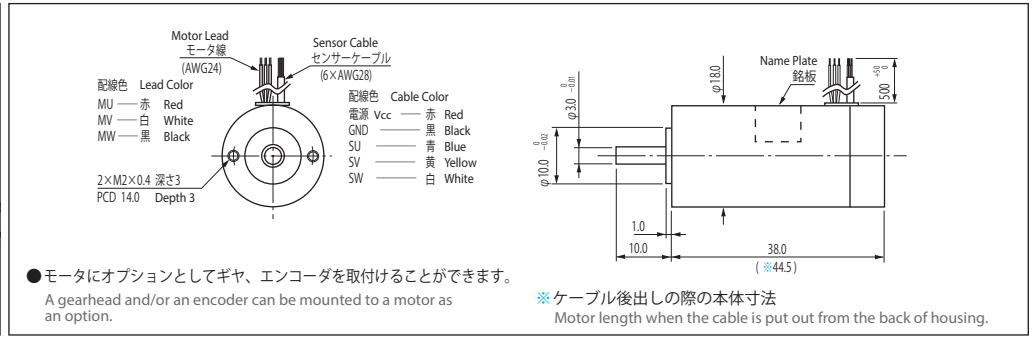 Motor Lead
モータ線
(AWG24)
Sensor Cable
センサーケーブル
(6×AWG28)
配線色 Lead Color
MU 赤 Red
MV 白 White
MW 黒 Black
配線色 Cable Color
電源 Vcc 赤 Red
GND 黒 Black
SU 青 Blue
SV 黄 Yellow
SW 白 White
2×M2×0.4 深さ3
PCD 14.0 Depth 3
●モータにオプションとしてギヤ、エンコーダを取付けることができます。
A gearhead and/or an encoder can be mounted to a motor as
an option.
Name Plate
銘板
φ18.0
φ3.0 0 -0.01
φ10.0 0 -0.02
500 +50 0
1.0
10.0
38.0
(※44.5)
※ケーブル後出しの際の本体寸法
Motor length when the cable is put out from the back of housing.